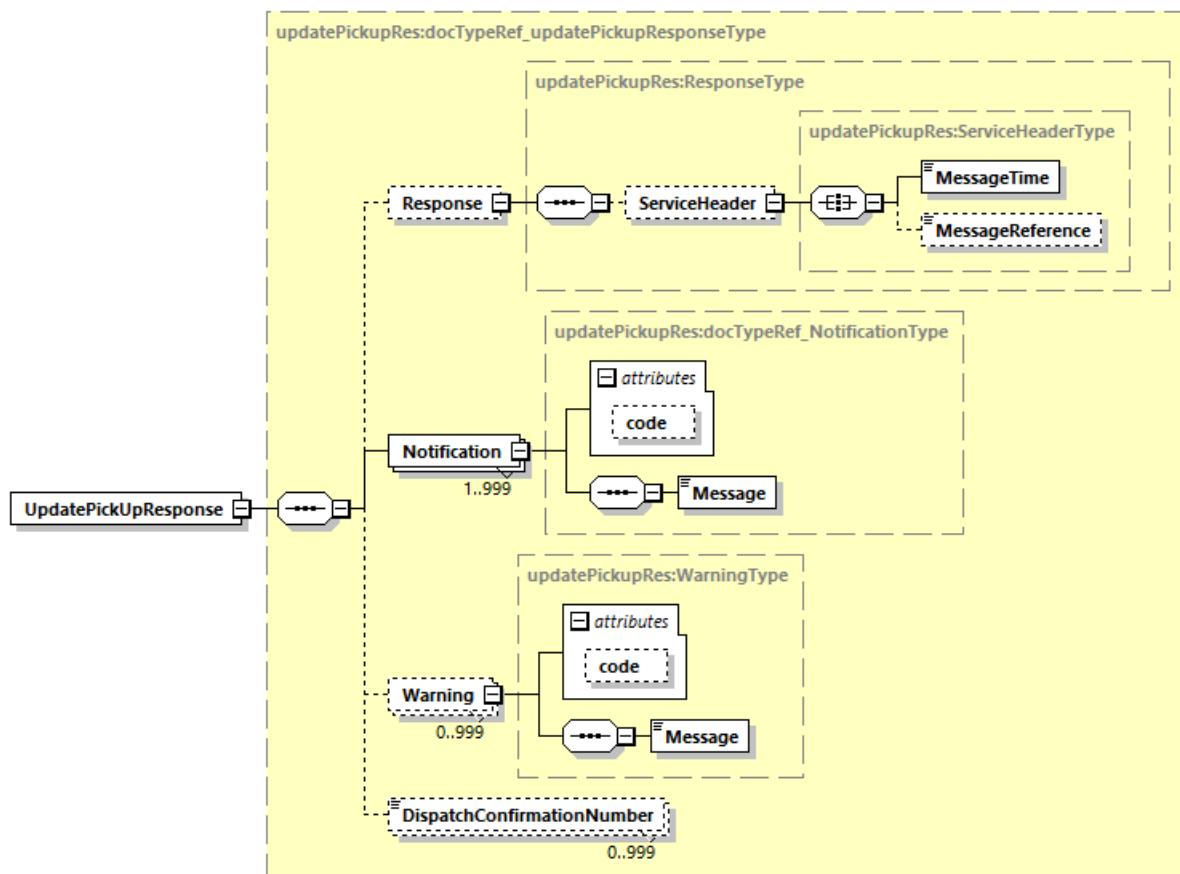 updatePickupRes:docTypeRef_updatePickupResponseType
updatePickupRes:ResponseType
updatePickupRes:ServiceHeaderType
MessageTime
Response
ServiceHeader
MessageReference
updatePickupRes:docTypeRef_NotificationType
attributes
code
Notification
1..999
Message
UpdatePickUpResponse
updatePickupRes:WarningType
attributes
code
Warning
0..999
Message
DispatchConfirmationNumber
0..999